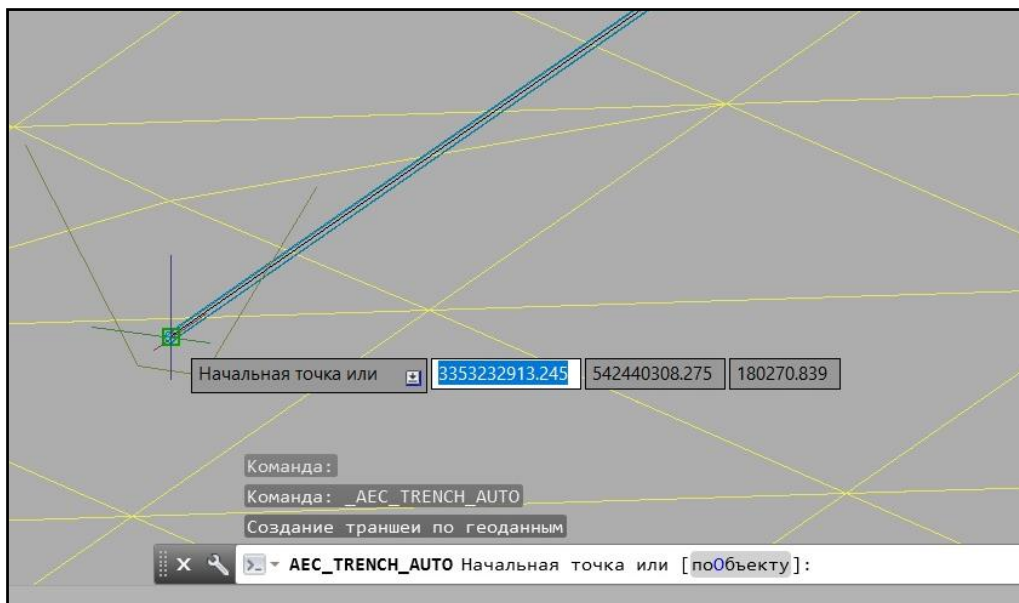 Начальная точка или 3353232913.245 542440308.275 180270.839
Команда:
Команда: _AEC_TRENCH_AUTO
Создание траншеи по геоданным
AEC_TRENCH_AUTO Начальная точка или [поОбъекту]: